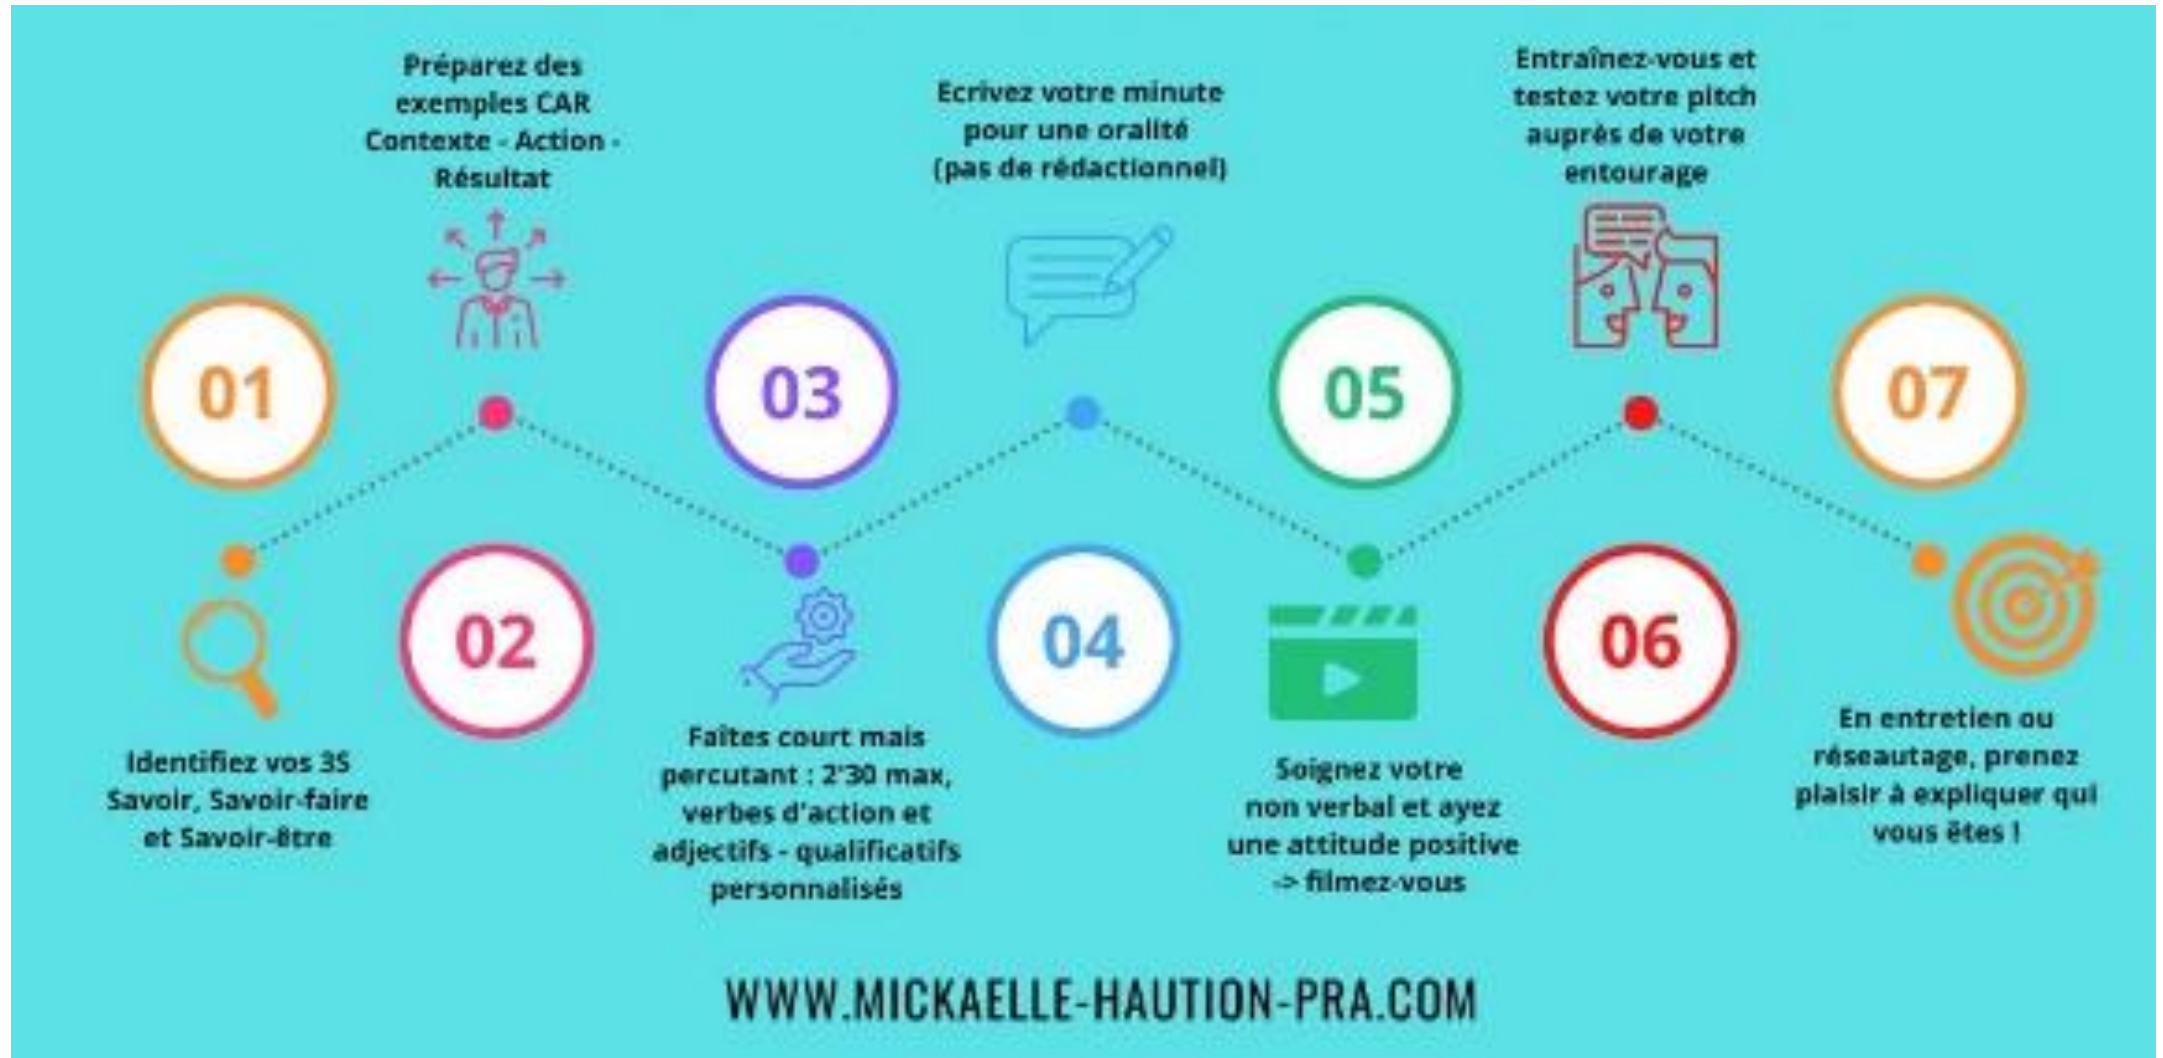 01
Identifiez vos 3S
Savoir, Savoir-faire
et Savoir-être
Préparez des
exemples CAR
Contexte - Action -
Résultat
02
03
Faîtes court mais
percutant : 2'30 max,
verbes d'action et
adjectifs - qualificatifs
personnalisés
Ecrivez votre minute
pour une oralité
(pas de rédactionnel)
04
05
Soignez votre
non verbal et ayez
une attitude positive
-> filmez-vous
Entraînez-vous et
testez votre pitch
auprès de votre
entourage
06
07
En entretien ou
réseautage, prenez
plaisir à expliquer qui
vous êtes !
WWW.MICKAELLE-HAUTION-PRA.COM